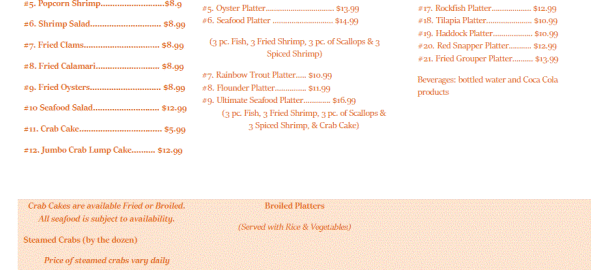 #5. Popcorn Shrimp.........................$8.9
#6. Shrimp Salad............................ $8.99
#7. Fried Clams............................... $8.99
#8. Fried Calamari.......................... $8.99
#9. Fried Oysters............................ $8.99
#10 Seafood Salad........................... $12.99
#11. Crab Cake................................. $5.99
#12. Jumbo Crab Lump Cake.......... $12.99
#5. Oyster Platter................................ $13.99
#6. Seafood Platter ............................. $14.99
(3 pc. Fish, 3 Fried Shrimp, 3 pc. of Scallops & 3
Spiced Shrimp)
#7. Rainbow Trout Platter..... $10.99
#8. Flounder Platter............... $11.99
#9. Ultimate Seafood Platter............. $16.99
(3 pc. Fish, 3 Fried Shrimp, 3 pc. of Scallops &
3 Spiced Shrimp, & Crab Cake)
#17. Rockfish Platter.................... $12.99
#18. Tilapia Platter...................... $10.99
#19. Haddock Platter................... $10.99
#20. Red Snapper Platter............ $12.99
#21. Fried Grouper Platter.......... $13.99
Beverages: bottled water and Coca Cola
products
Crab Cakes are available Fried or Broiled.
All seafood is subject to availability.
Steamed Crabs (by the dozen)
Price of steamed crabs vary daily
Broiled Platters
(Served with Rice & Vegetables)